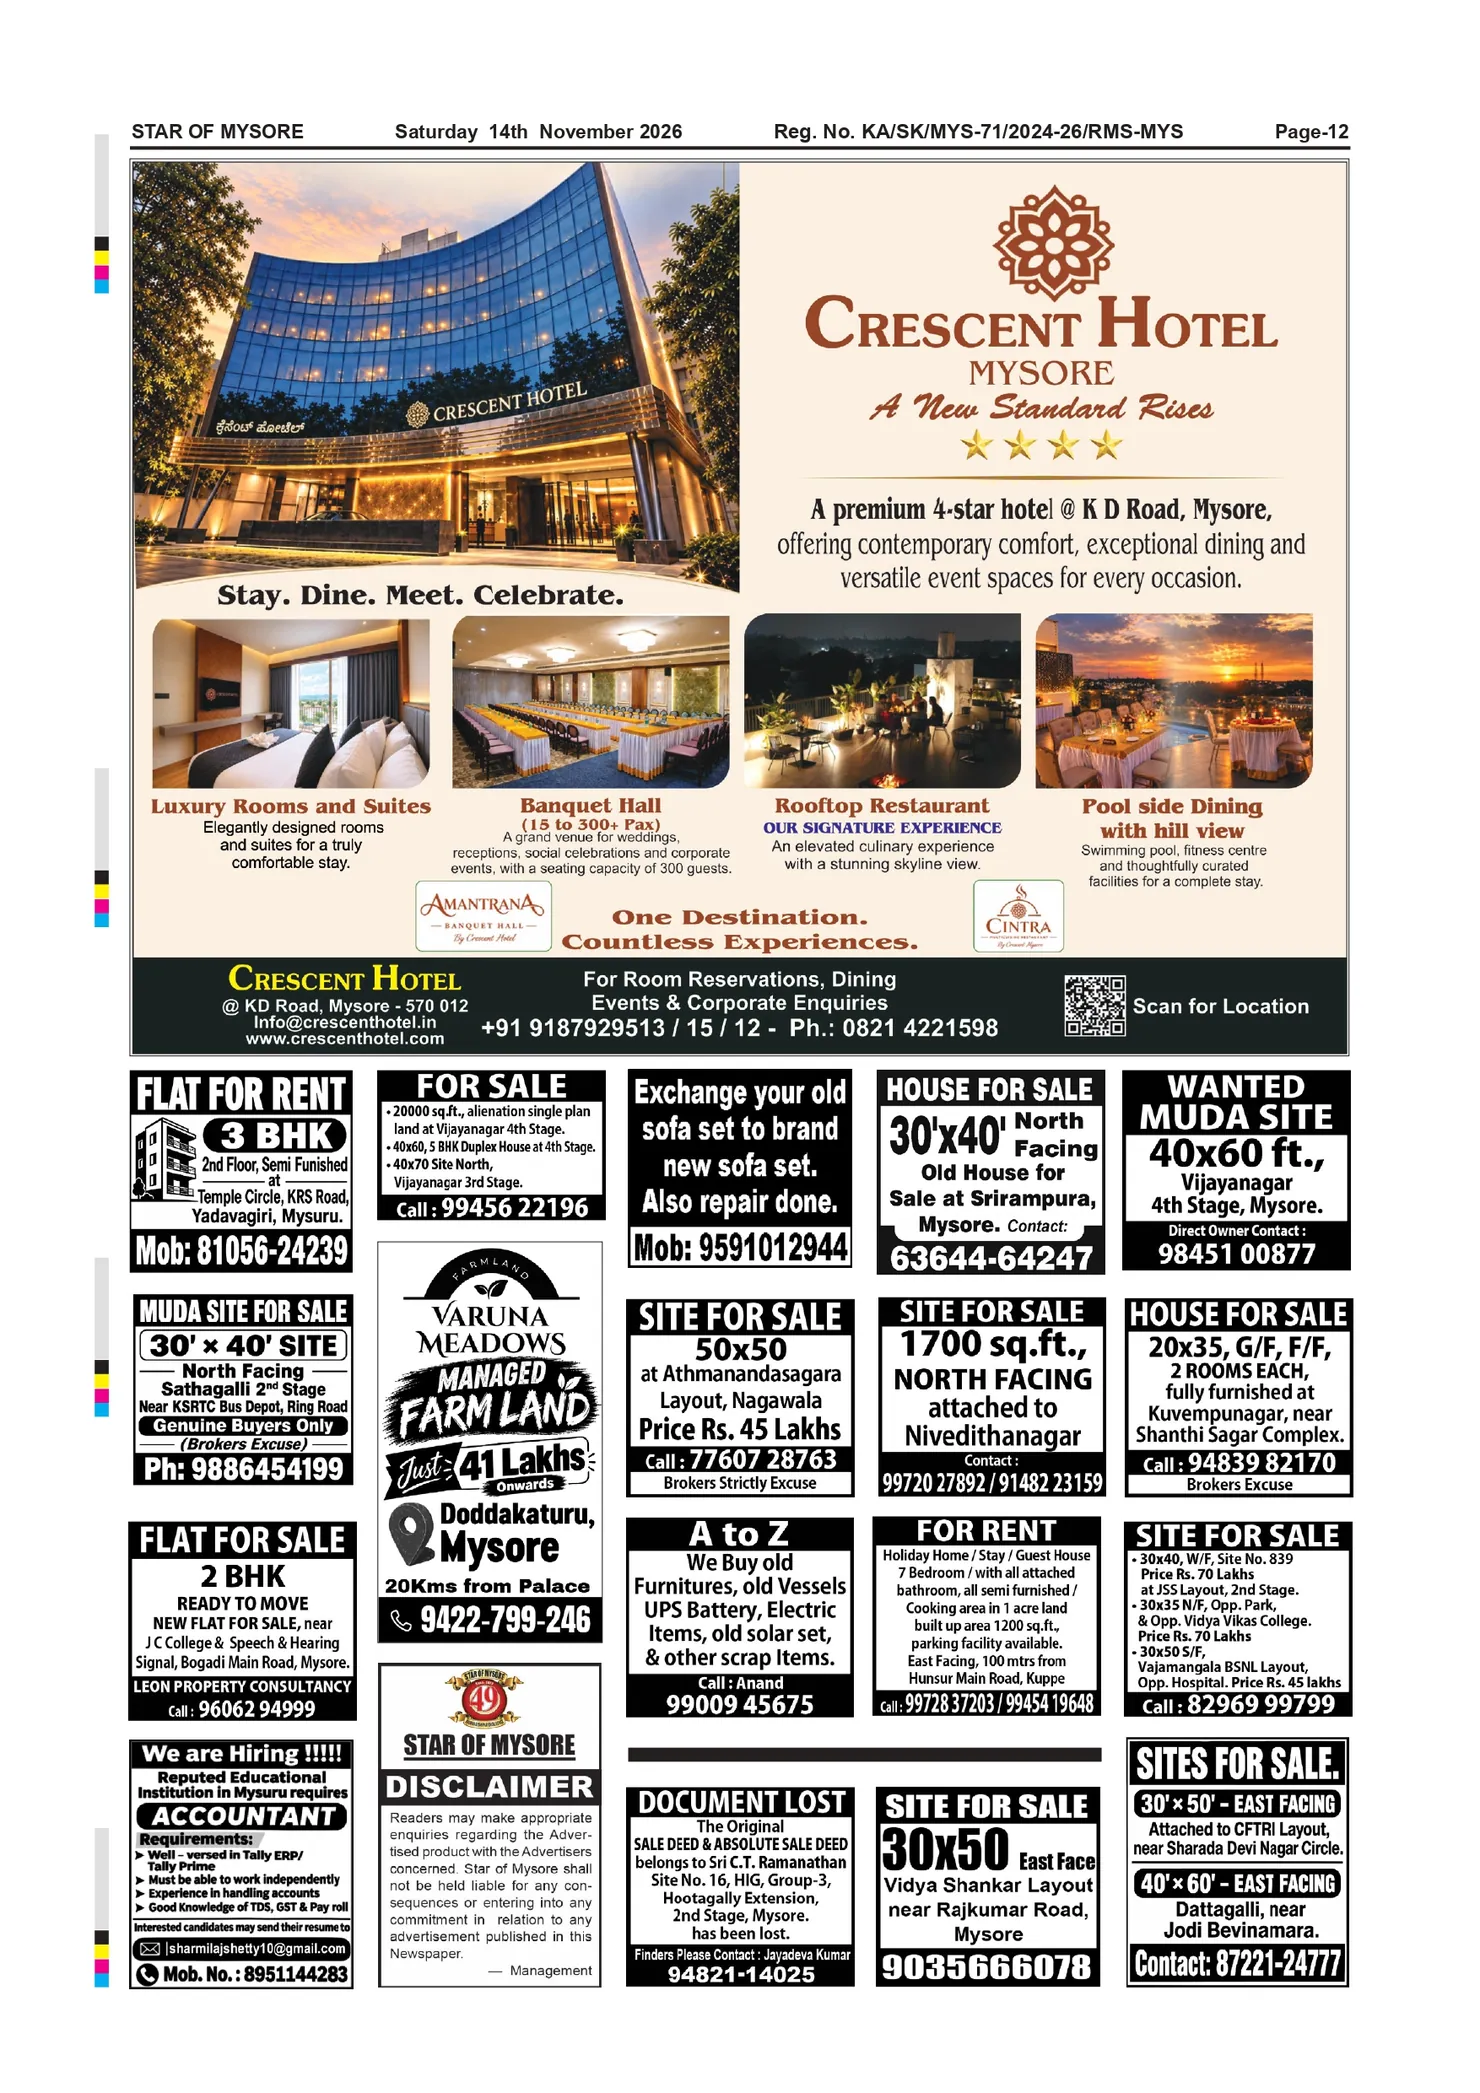 STAR OF MYSORE Saturday 14th November 2026 Reg. No. KA/SK/MYS-71/2024-26/RMS-MYS Page-12
ಕ್ರೆಸೆಂಟ್ ಹೋಟೆಲ್
CRESCENT HOTEL
CRESCENT HOTEL
MYSORE
A New Standard Rises
A premium 4-star hotel @ K D Road, Mysore,
offering contemporary comfort, exceptional dining and
versatile event spaces for every occasion.
Stay. Dine. Meet. Celebrate.
Luxury Rooms and Suites
Elegantly designed rooms
and suites for a truly
comfortable stay.
Banquet Hall
(15 to 300+ Pax)
A grand venue for weddings,
receptions, social celebrations and corporate
events, with a seating capacity of 300 guests.
Rooftop Restaurant
OUR SIGNATURE EXPERIENCE
An elevated culinary experience
with a stunning skyline view.
Pool side Dining
with hill view
Swimming pool, fitness centre
and thoughtfully curated
facilities for a complete stay.
AMANTRANA
BANQUET HALL
By Crescent Hotel
One Destination.
Countless Experiences.
CINTRA
By Crescent Mysore
CRESCENT HOTEL
@ KD Road, Mysore - 570 012
Info@crescenthotel.in
www.crescenthotel.com
For Room Reservations, Dining
Events & Corporate Enquiries
+91 9187929513 / 15 / 12 - Ph.: 0821 4221598
Scan for Location
FLAT FOR RENT
3 BHK
2nd Floor, Semi Funished
at
Temple Circle, KRS Road,
Yadavagiri, Mysuru.
Mob: 81056-24239
FOR SALE
• 20000 sq.ft., alienation single plan
land at Vijayanagar 4th Stage.
• 40x60, 5 BHK Duplex House at 4th Stage.
• 40x70 Site North,
Vijayanagar 3rd Stage.
Call : 99456 22196
Exchange your old
sofa set to brand
new sofa set.
Also repair done.
Mob: 9591012944
HOUSE FOR SALE
30'x40' North
Facing
Old House for
Sale at Srirampura,
Mysore. Contact:
63644-64247
WANTED
MUDA SITE
40x60 ft.,
Vijayanagar
4th Stage, Mysore.
Direct Owner Contact :
98451 00877
MUDA SITE FOR SALE
30' × 40' SITE
North Facing
Sathagalli 2nd Stage
Near KSRTC Bus Depot, Ring Road
Genuine Buyers Only
(Brokers Excuse)
Ph: 9886454199
FARMLAND
VARUNA
MEADOWS
MANAGED
FARM LAND
Just 41 Lakhs
Onwards
Doddakaturu,
Mysore
20Kms from Palace
9422-799-246
SITE FOR SALE
50x50
at Athmanandasagara
Layout, Nagawala
Price Rs. 45 Lakhs
Call : 77607 28763
Brokers Strictly Excuse
SITE FOR SALE
1700 sq.ft.,
NORTH FACING
attached to
Nivedithanagar
Contact :
99720 27892 / 91482 23159
HOUSE FOR SALE
20x35, G/F, F/F,
2 ROOMS EACH,
fully furnished at
Kuvempunagar, near
Shanthi Sagar Complex.
Call : 94839 82170
Brokers Excuse
FLAT FOR SALE
2 BHK
READY TO MOVE
NEW FLAT FOR SALE, near
J C College & Speech & Hearing
Signal, Bogadi Main Road, Mysore.
LEON PROPERTY CONSULTANCY
Call : 96062 94999
A to Z
We Buy old
Furnitures, old Vessels
UPS Battery, Electric
Items, old solar set,
& other scrap Items.
Call : Anand
99009 45675
FOR RENT
Holiday Home / Stay / Guest House
7 Bedroom / with all attached
bathroom, all semi furnished /
Cooking area in 1 acre land
built up area 1200 sq.ft.,
parking facility available.
East Facing, 100 mtrs from
Hunsur Main Road, Kuppe
Call : 99728 37203 / 99454 19648
SITE FOR SALE
• 30x40, W/F, Site No. 839
Price Rs. 70 Lakhs
at JSS Layout, 2nd Stage.
• 30x35 N/F, Opp. Park,
& Opp. Vidya Vikas College.
Price Rs. 70 Lakhs
• 30x50 S/F,
Vajamangala BSNL Layout,
Opp. Hospital. Price Rs. 45 lakhs
Call : 82969 99799
We are Hiring !!!!!
Reputed Educational
Institution in Mysuru requires
ACCOUNTANT
Requirements:
➤ Well – versed in Tally ERP/
Tally Prime
➤ Must be able to work independently
➤ Experience in handling accounts
➤ Good Knowledge of TDS, GST & Pay roll
Interested candidates may send their resume to
|sharmilajshetty10@gmail.com
Mob. No. : 8951144283
STAR OF MYSORE
49
STAR OF MYSORE
DISCLAIMER
Readers may make appropriate
enquiries regarding the Adver-
tised product with the Advertisers
concerned. Star of Mysore shall
not be held liable for any con-
sequences or entering into any
commitment in relation to any
advertisement published in this
Newspaper.
— Management
DOCUMENT LOST
The Original
SALE DEED & ABSOLUTE SALE DEED
belongs to Sri C.T. Ramanathan
Site No. 16, HIG, Group-3,
Hootagally Extension,
2nd Stage, Mysore.
has been lost.
Finders Please Contact : Jayadeva Kumar
94821-14025
SITE FOR SALE
30x50 East Face
Vidya Shankar Layout
near Rajkumar Road,
Mysore
9035666078
SITES FOR SALE.
30' × 50' - EAST FACING
Attached to CFTRI Layout,
near Sharada Devi Nagar Circle.
40' × 60' - EAST FACING
Dattagalli, near
Jodi Bevinamara.
Contact: 87221-24777